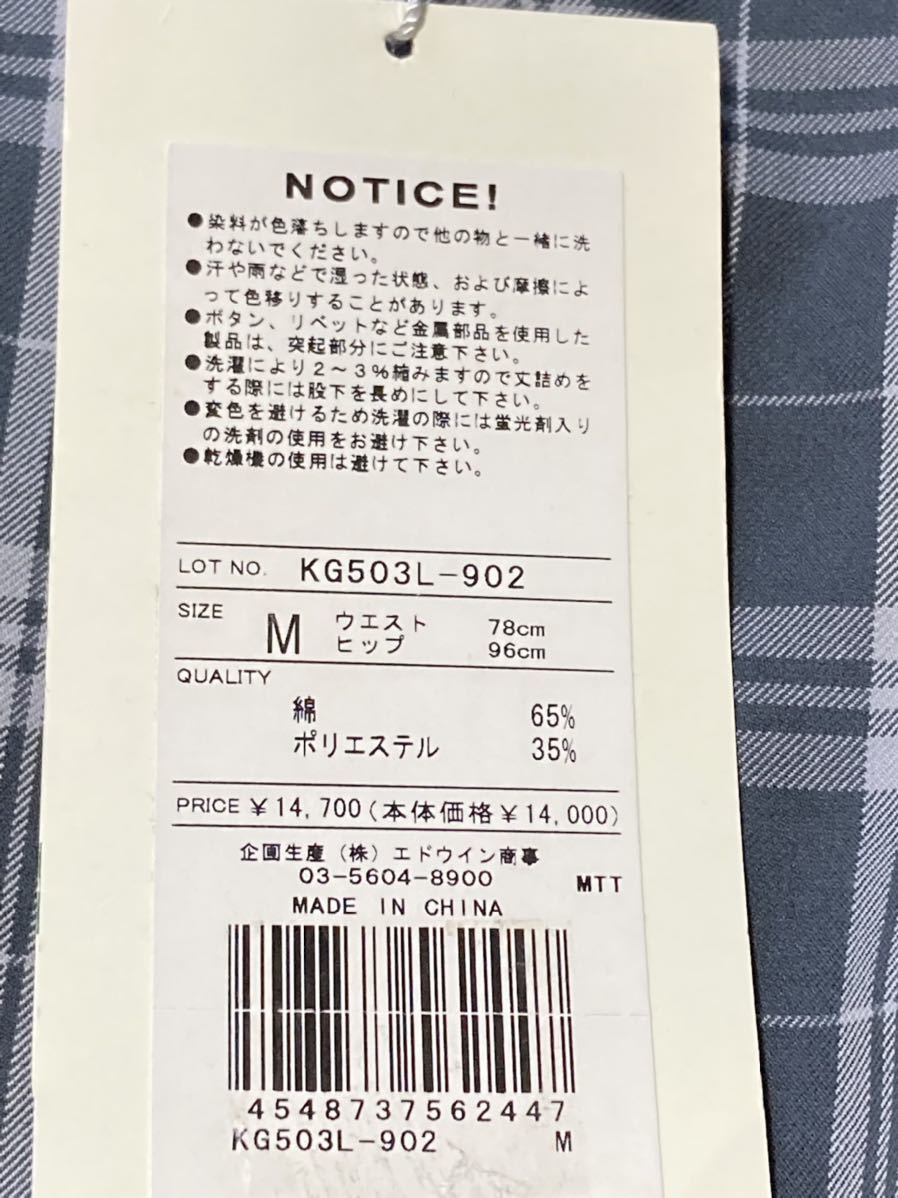 NOTICE!
●染料が色落ちしますので他の物と一緒に洗
わないでください。
●汗や雨などで湿った状態、および摩擦によ
って色移りすることがあります。
●ボタン、リベットなど金属部品を使用した
製品は、突起部分にご注意下さい。
●洗濯により2～3%縮みますので丈詰めを
する際には股下を長めにして下さい。
●変色を避けるため洗濯の際には蛍光剤入り
の洗剤の使用をお避け下さい。
●乾燥機の使用は避けて下さい。
LOT NO. KG503L-902
SIZE M ウエスト 78cm
ヒップ 96cm
QUALITY
綿 65%
ポリエステル 35%
PRICE ¥14,700(本体価格¥14,000)
企画生産(株)エドウイン商事
03-5604-8900 MTT
MADE IN CHINA
4548737562447
KG503L-902 M